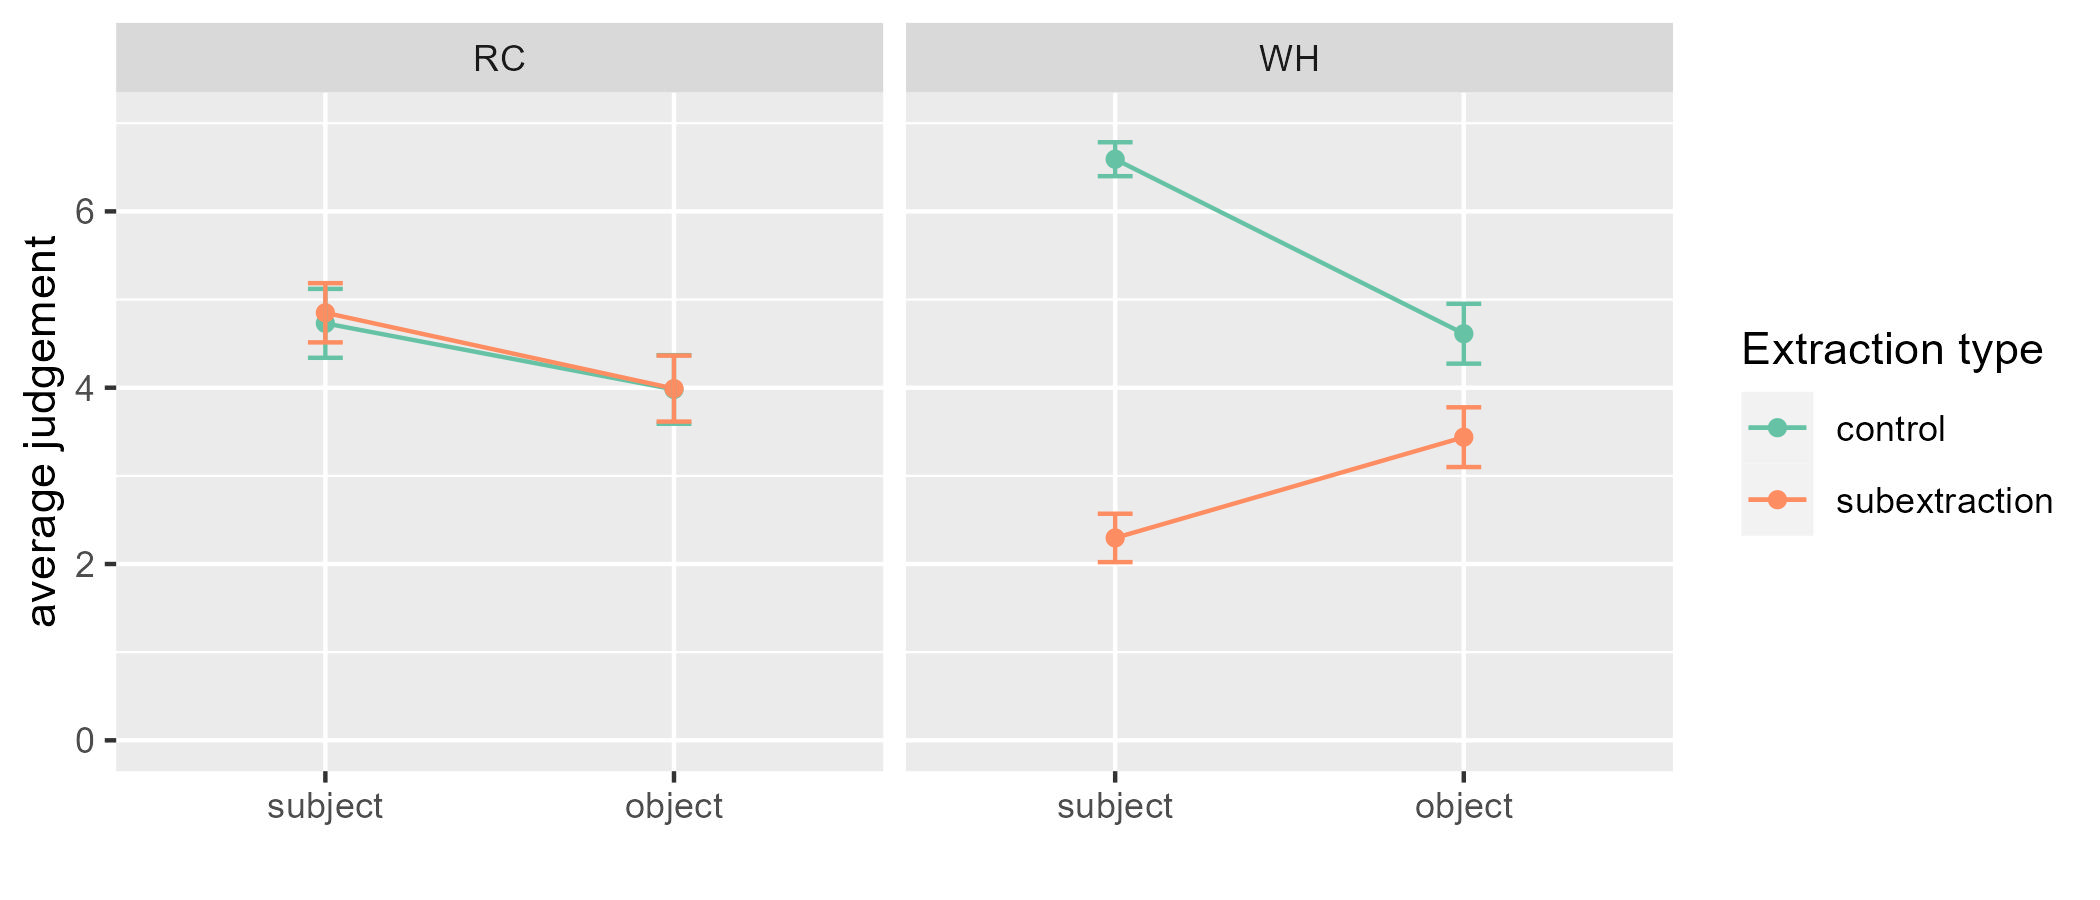 RC
WH
average judgement
6
4
2
0
subject
object
subject
object
Extraction type
control
subextraction